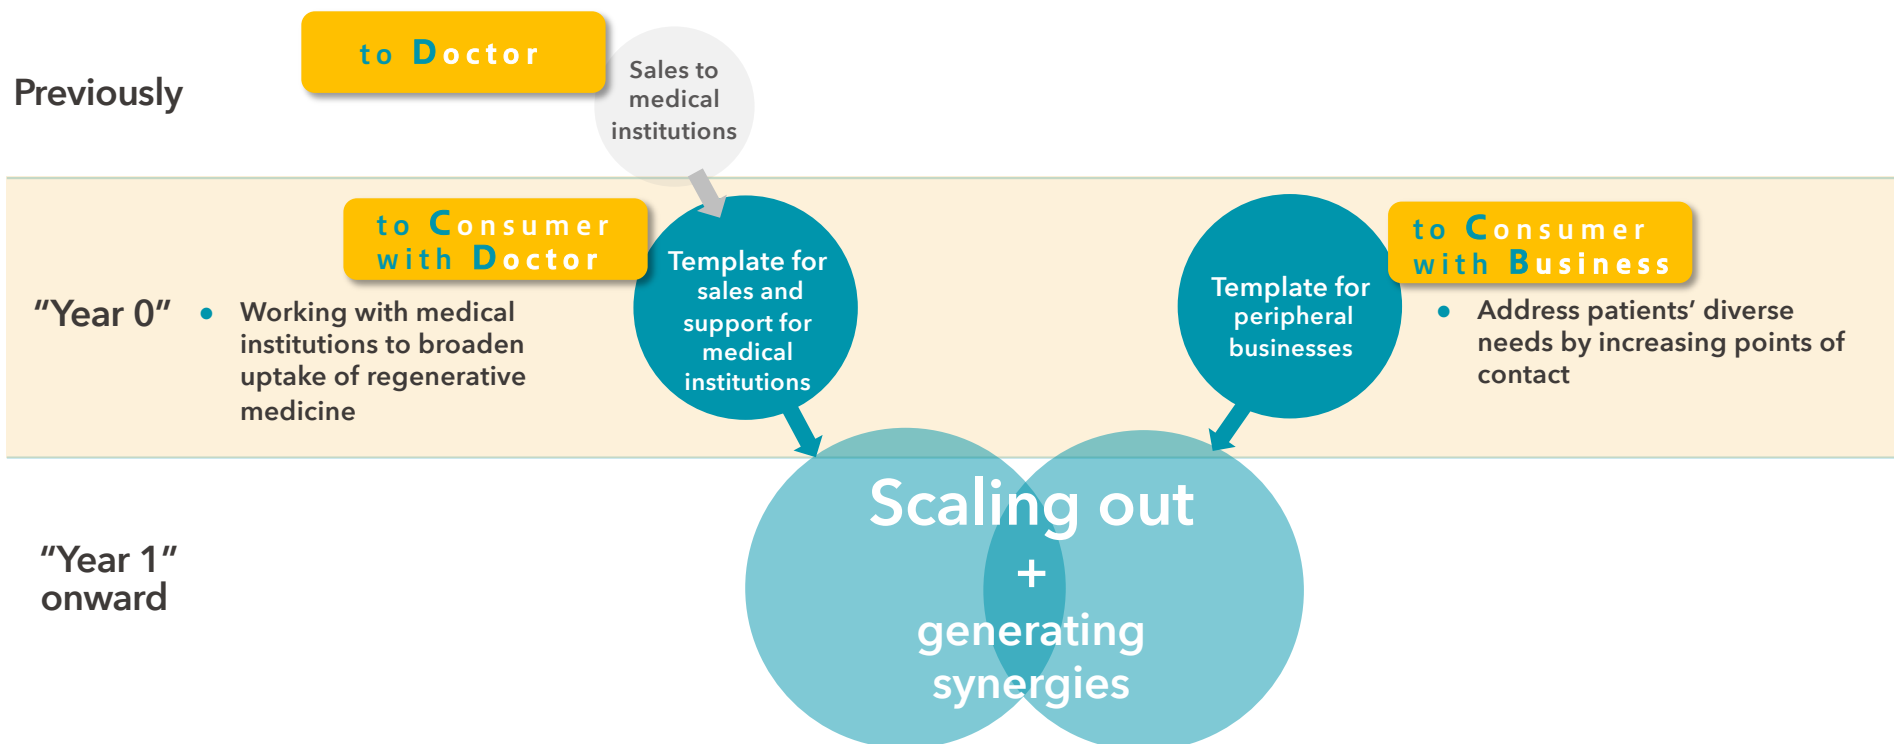 Previously
to Doctor
Sales to
medical
institutions
"Year 0"
to Consumer
with Doctor
• Working with medical
institutions to broaden
uptake of regenerative
medicine
Template for
sales and
support for
medical
institutions
Template for
peripheral
businesses
to Consumer
with Business
• Address patients’ diverse
needs by increasing points of
contact
"Year 1"
onward
Scaling out
+
generating
synergies